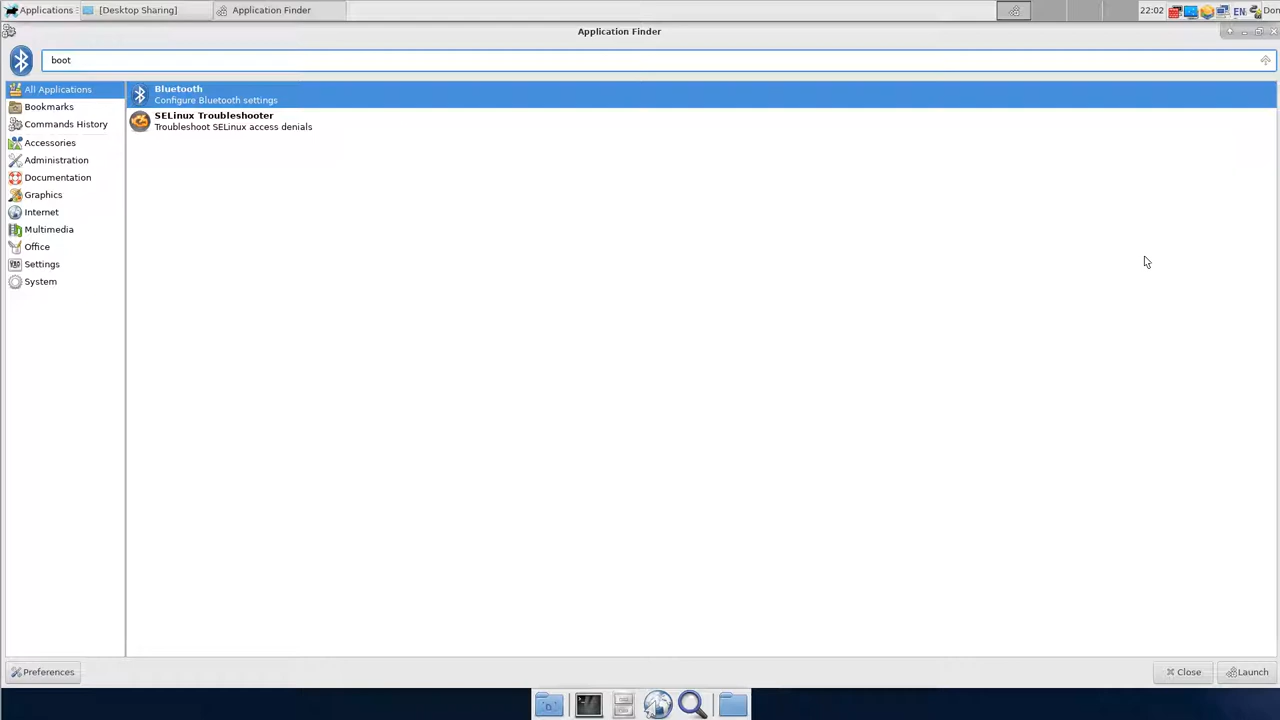 Applications [Desktop Sharing] Application Finder 22:02 EN Don
Application Finder
boot
All Applications
Bookmarks
Commands History
Accessories
Administration
Documentation
Graphics
Internet
Multimedia
Office
Settings
System
Bluetooth
Configure Bluetooth settings
SELinux Troubleshooter
Troubleshoot SELinux access denials
Preferences
Close
Launch